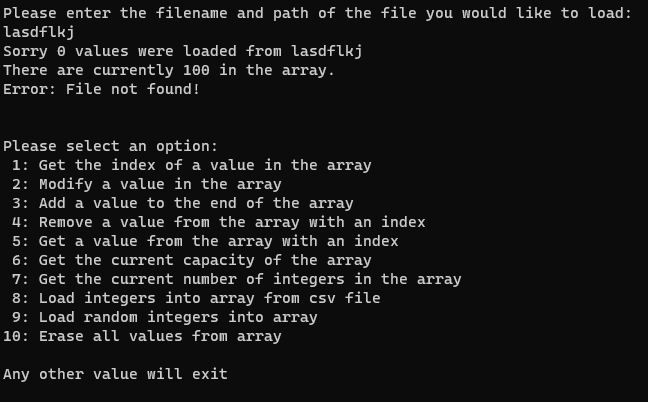 Please enter the filename and path of the file you would like to load:
lasdflkj
Sorry 0 values were loaded from lasdflkj
There are currently 100 in the array.
Error: File not found!
Please select an option:
1: Get the index of a value in the array
2: Modify a value in the array
3: Add a value to the end of the array
4: Remove a value from the array with an index
5: Get a value from the array with an index
6: Get the current capacity of the array
7: Get the current number of integers in the array
8: Load integers into array from csv file
9: Load random integers into array
10: Erase all values from array
Any other value will exit